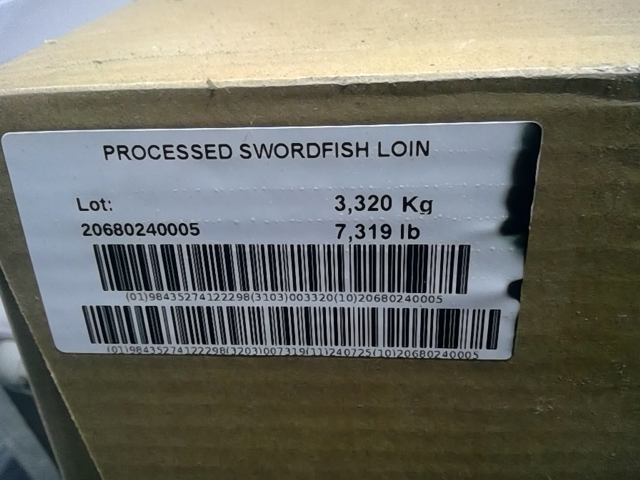 PROCESSED SWORDFISH LOIN
Lot: 3,320 Kg
20680240005 7,319 lb
(01)98435274122298(3103)003320(10)20680240005
(01)98435274122298(3203)007319(11)240725(10)20680240005